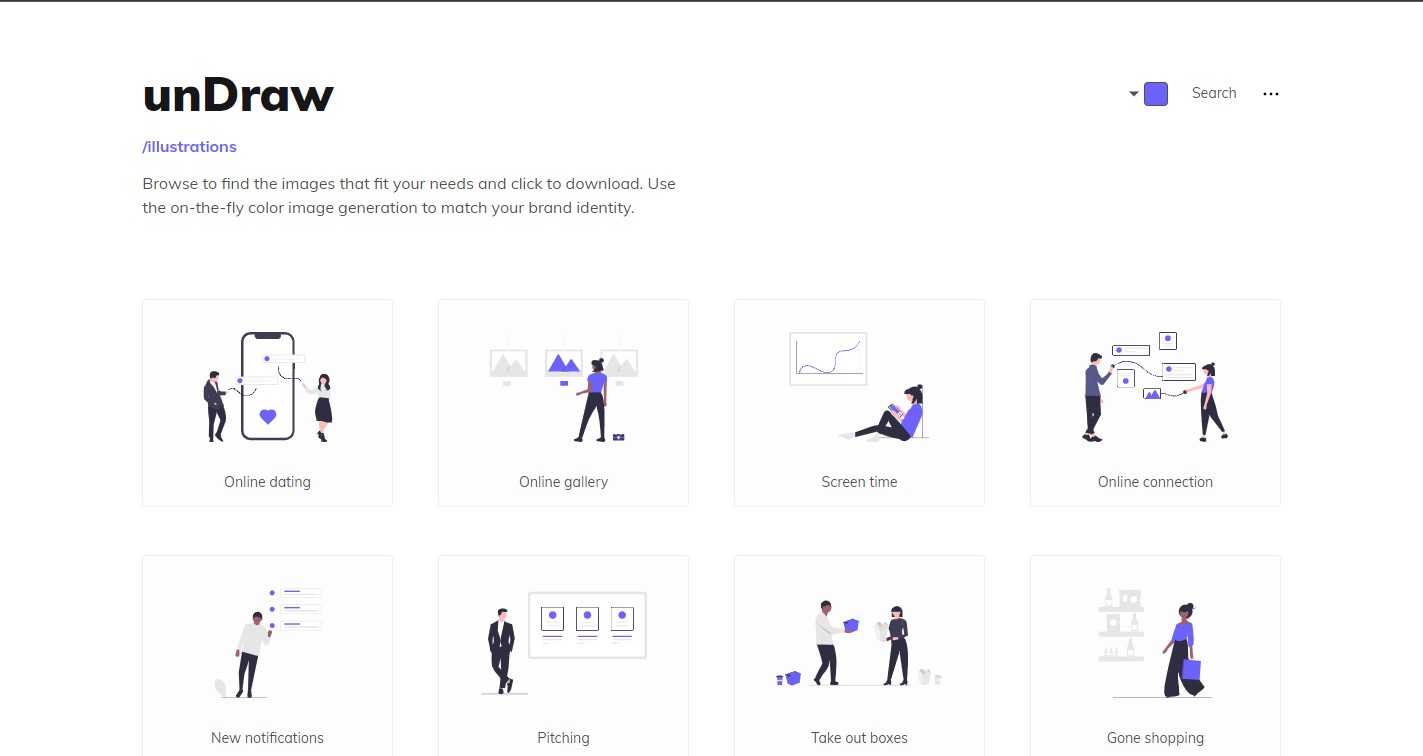 unDraw
Search
...
/illustrations
Browse to find the images that fit your needs and click to download. Use
the on-the-fly color image generation to match your brand identity.
Online dating
Online gallery
Screen time
Online connection
New notifications
Pitching
Take out boxes
Gone shopping